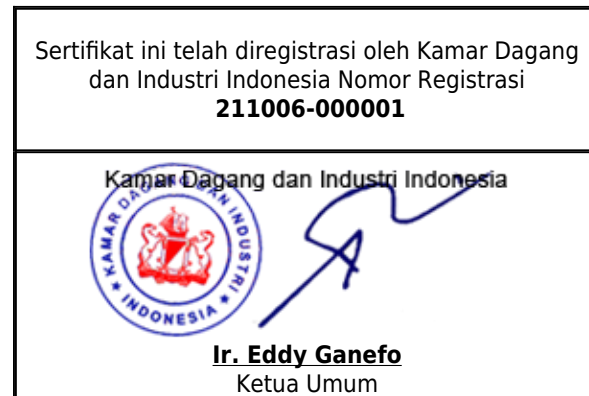 Sertifikat ini telah diregistrasi oleh Kamar Dagang
dan Industri Indonesia Nomor Registrasi
211006-000001
Kamar Dagang dan Industri Indonesia
KAMAR DAGANG DAN INDUSTRI
INDONESIA
Ir. Eddy Ganefo
Ketua Umum